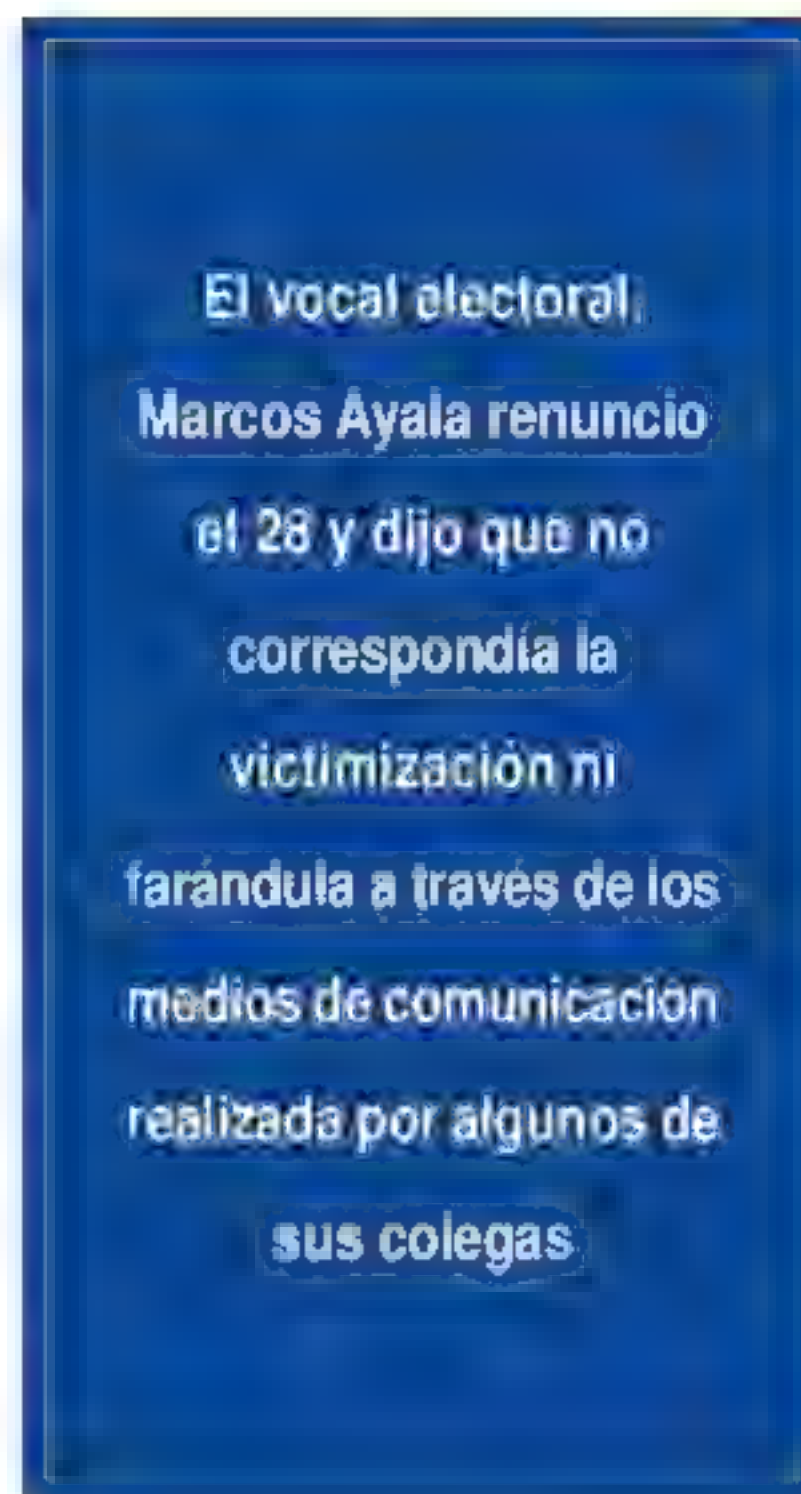 El vocal electoral,
Marcos Ayala renuncio
el 28 y dijo que no
correspondía la
victimización ni
farándula a través de los
medios de comunicación
realizada por algunos de
sus colegas